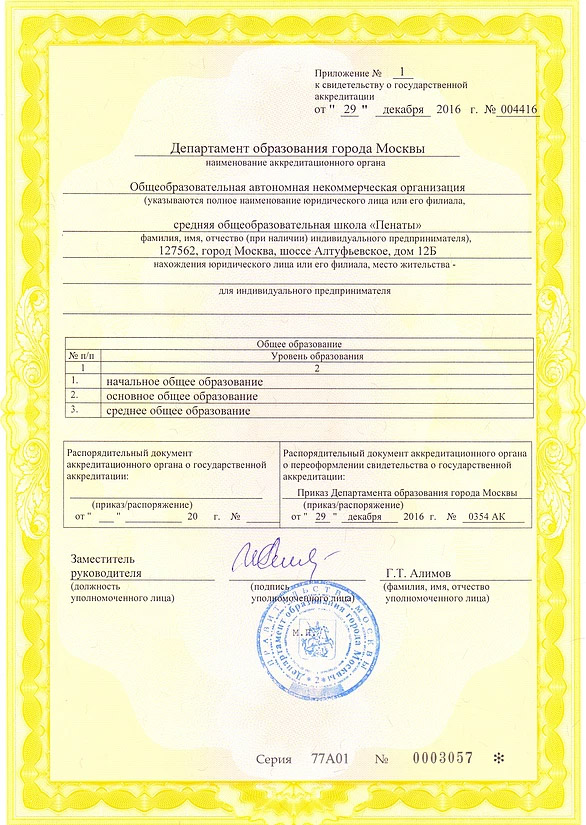 Приложение № 1
к свидетельству о государственной
аккредитации
от " 29 " декабря 2016 г. № 004416
Департамент образования города Москвы
наименование аккредитационного органа
Общеобразовательная автономная некоммерческая организация
(указываются полное наименование юридического лица или его филиала,
средняя общеобразовательная школа «Пенаты»
фамилия, имя, отчество (при наличии) индивидуального предпринимателя),
127562, город Москва, шоссе Алтуфьевское, дом 12Б
нахождения юридического лица или его филиала, место жительства -
для индивидуального предпринимателя
Общее образование
№ п/п Уровень образования
1 2
1. начальное общее образование
2. основное общее образование
3. среднее общее образование
Распорядительный документ
аккредитационного органа о государственной
аккредитации:
(приказ/распоряжение)
от " ___ " __________ 20 г. № ____
Распорядительный документ аккредитационного органа
о переоформлении свидетельства о государственной
аккредитации:
Приказ Департамента образования города Москвы
(приказ/распоряжение)
от " 29 " декабря 2016 г. № 0354 АК
Заместитель
руководителя
(должность
уполномоченного лица)
(подпись
уполномоченного лица)
Г.Т. Алимов
(фамилия, имя, отчество
уполномоченного лица)
ПРАВИТЕЛЬСТВО МОСКВЫ
Департамент образования города Москвы
* 2 *
М.П.
Серия 77А01 № 0003057 *